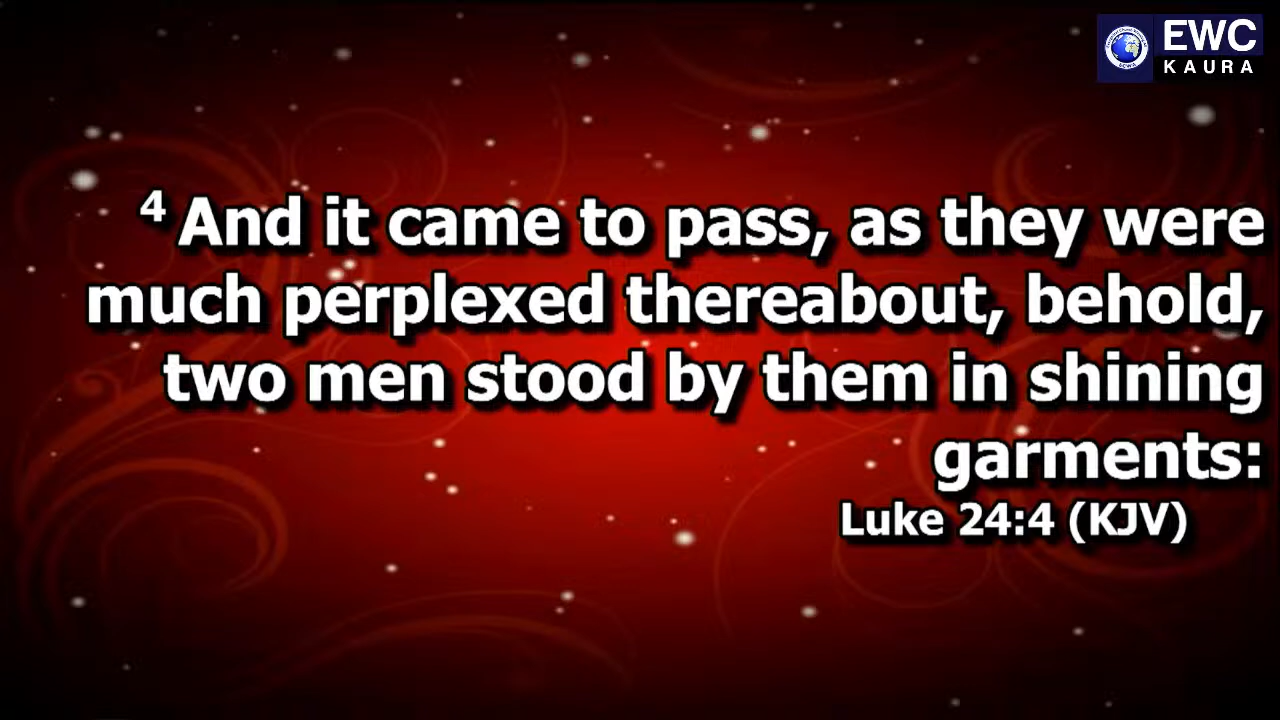 EWC
KAURA
4 And it came to pass, as they were
much perplexed thereabout, behold,
two men stood by them in shining
garments:
Luke 24:4 (KJV)